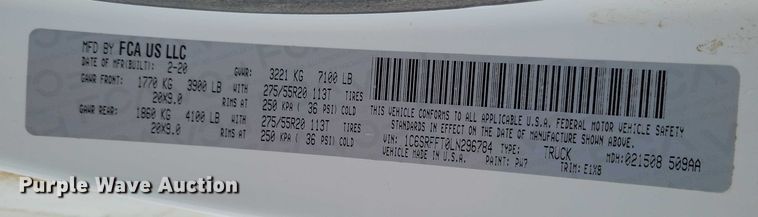 MFD BY FCA US LLC
DATE OF MFR(BUILT): 2-20 GVWR: 3221 KG 7100 LB
GAWR FRONT: 1770 KG 3900 LB WITH 275/55R20 113T TIRES
20X9.0 RIMS AT 250 KPA ( 36 PSI) COLD
GAWR REAR: 1860 KG 4100 LB WITH 275/55R20 113T TIRES
20X9.0 RIMS AT 250 KPA ( 36 PSI) COLD
THIS VEHICLE CONFORMS TO ALL APPLICABLE U.S.A. FEDERAL MOTOR VEHICLE SAFETY
STANDARDS IN EFFECT ON THE DATE OF MANUFACTURE SHOWN ABOVE.
VIN: 1C6SRFFT0LN296784 TYPE: TRUCK MDH:021508 509AA
VEHICLE MADE IN U.S.A. PAINT: PW7 TRIM: E1X8
Purple Wave Auction